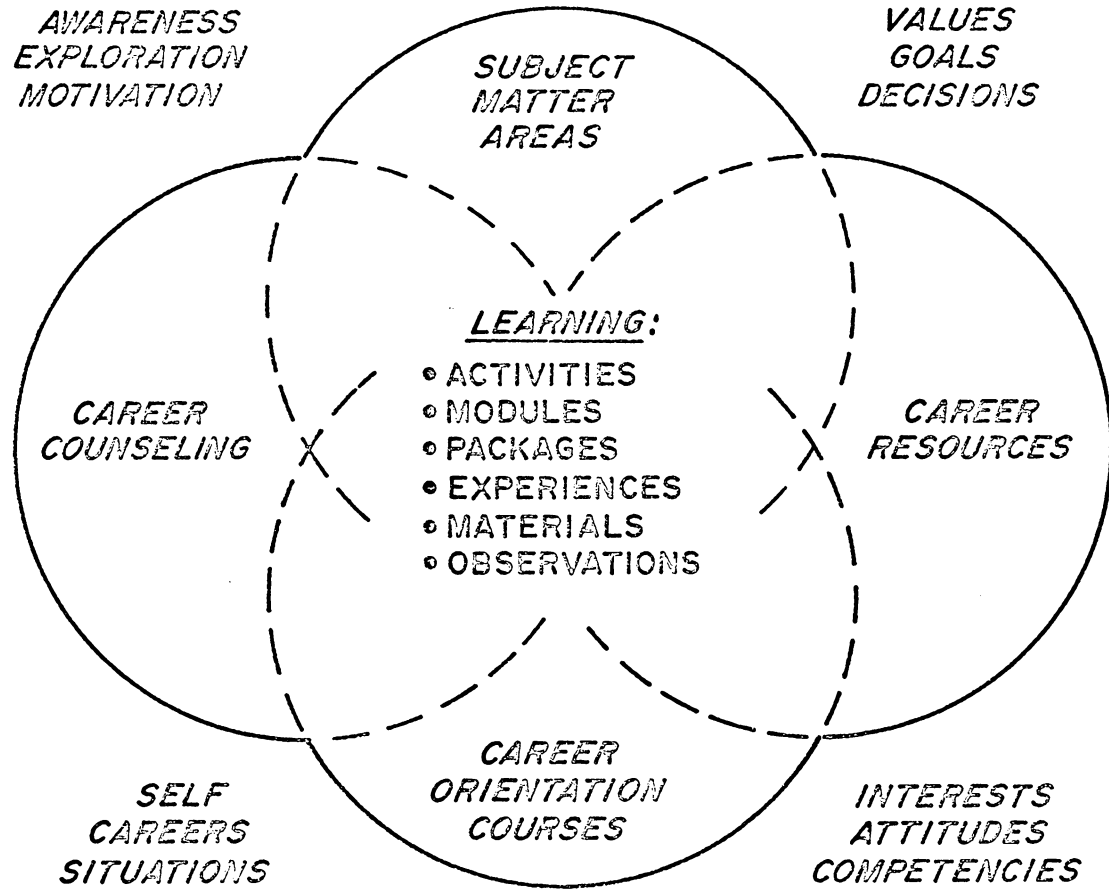 AWARENESS
EXPLORATION
MOTIVATION
SUBJECT
MATTER
AREAS
VALUES
GOALS
DECISIONS
LEARNING:
• ACTIVITIES
• MODULES
• PACKAGES
• EXPERIENCES
• MATERIALS
• OBSERVATIONS
CAREER
COUNSELING
CAREER
RESOURCES
SELF
CAREERS
SITUATIONS
CAREER
ORIENTATION
COURSES
INTERESTS
ATTITUDES
COMPETENCIES